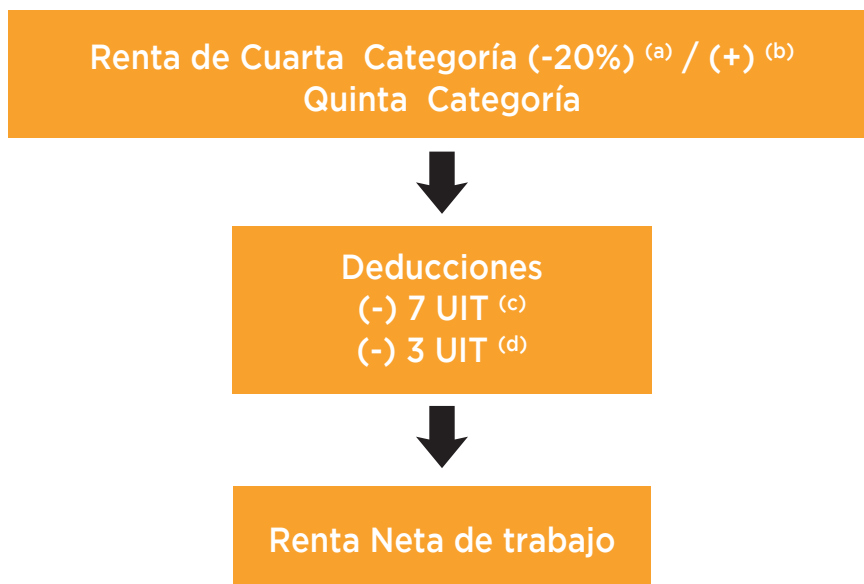 Renta de Cuarta Categoría (-20%) (a) / (+) (b)
Quinta Categoría
Deducciones
(-) 7 UIT (c)
(-) 3 UIT (d)
Renta Neta de trabajo